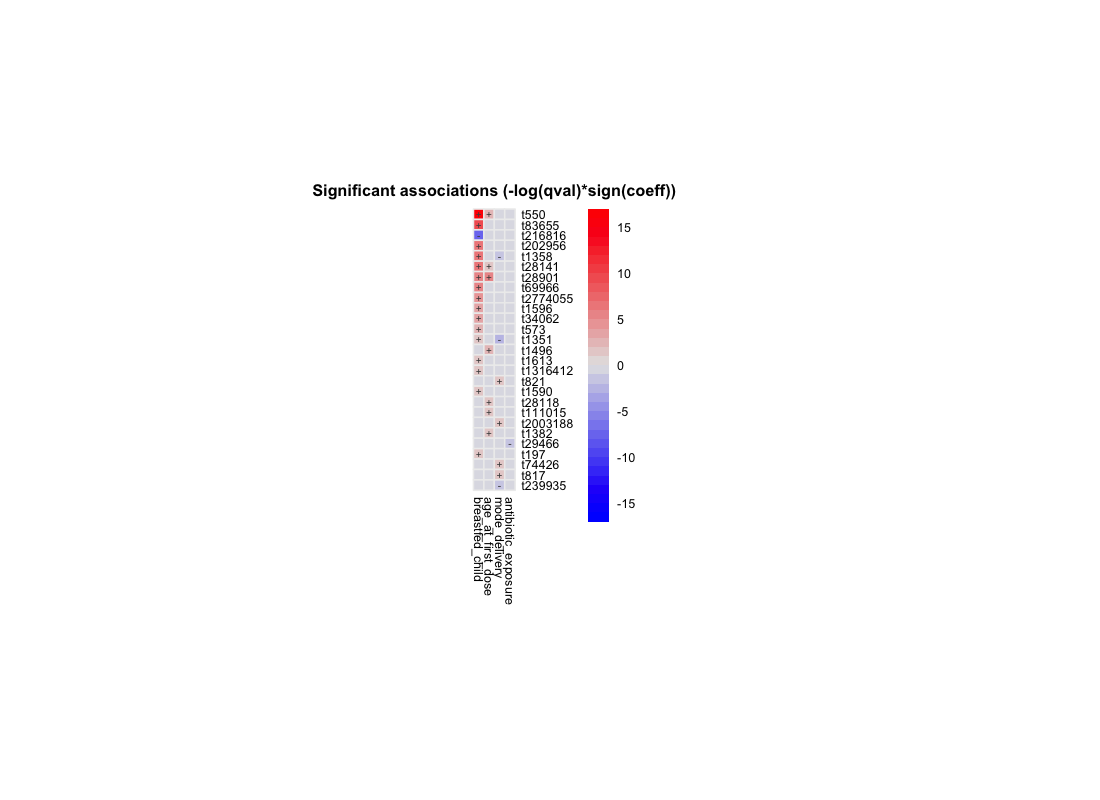 Significant associations (-log(qval)*sign(coeff))
+ + t550
+ t83655
- t216816
+ t202956
+ - t1358
+ + t28141
+ + t28901
+ t69966
+ t2774055
+ t1596
+ t34062
+ t573
+ - t1351
+ t1496
+ t1613
+ t1316412
+ t821
+ t1590
+ t28118
+ t111015
+ t2003188
+ t1382
- t29466
+ t197
+ t74426
+ t817
- t239935
15
10
5
0
-5
-10
-15
breastfed_child
age_at_first_dose
mode_delivery
antibiotic_exposure